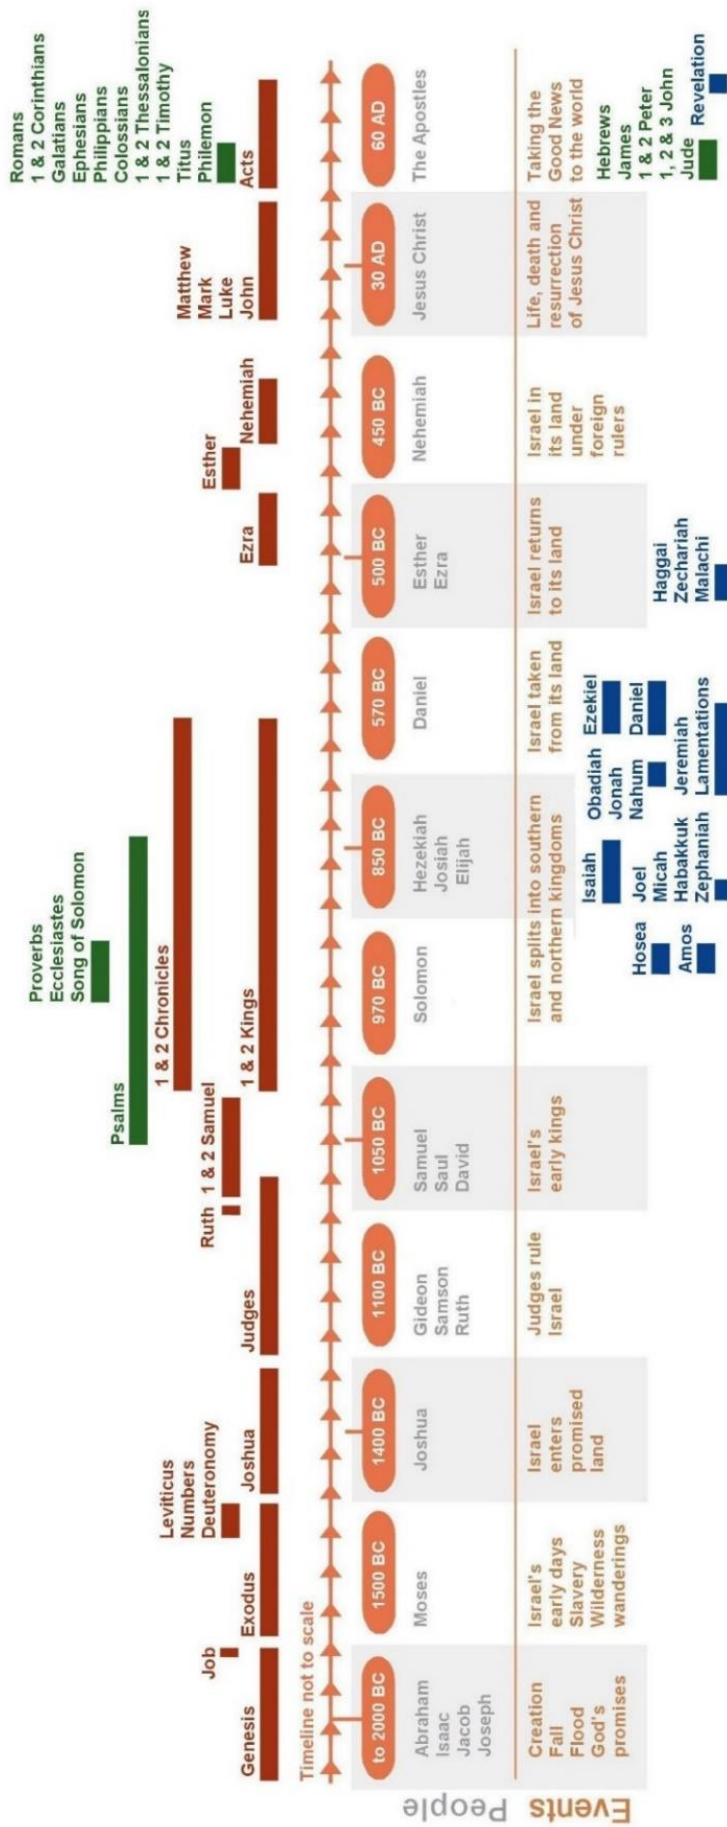 Romans
1 & 2 Corinthians
Galatians
Ephesians
Philippians
Colossians
1 & 2 Thessalonians
1 & 2 Timothy
Titus
Philemon
Proverbs
Ecclesiastes
Song of Solomon
Psalms
Matthew
Mark
Luke
John
Leviticus
Numbers
Deuteronomy
1 & 2 Chronicles
Job
Ruth
1 & 2 Samuel
Esther
Genesis
Exodus
Joshua
Judges
1 & 2 Kings
Ezra
Nehemiah
Acts
Timeline not to scale
to 2000 BC
1500 BC
1400 BC
1100 BC
1050 BC
970 BC
850 BC
570 BC
500 BC
450 BC
30 AD
60 AD
People
Abraham
Isaac
Jacob
Joseph
Moses
Joshua
Gideon
Samson
Ruth
Samuel
Saul
David
Solomon
Hezekiah
Josiah
Elijah
Daniel
Esther
Ezra
Nehemiah
Jesus Christ
The Apostles
Events
Creation
Fall
Flood
God's
promises
Israel's
early days
Slavery
Wilderness
wanderings
Israel
enters
promised
land
Judges rule
Israel
Israel's
early kings
Israel splits into southern
and northern kingdoms
Israel taken
from its land
Israel returns
to its land
Israel in
its land
under
foreign
rulers
Life, death and
resurrection
of Jesus Christ
Taking the
Good News
to the world
Hosea
Amos
Isaiah
Joel
Micah
Habakkuk
Zephaniah
Obadiah
Jonah
Nahum
Jeremiah
Lamentations
Ezekiel
Daniel
Haggai
Zechariah
Malachi
Hebrews
James
1 & 2 Peter
1, 2 & 3 John
Jude
Revelation